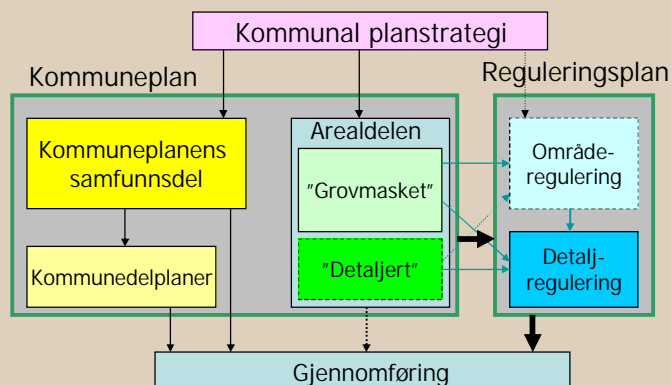 Kommunal planstrategi
Kommuneplan
Reguleringsplan
Kommuneplanens
samfunnsdel
Kommunedelplaner
Arealdelen
"Grovmasket"
"Detaljert"
Område-
regulering
Detalj-
regulering
Gjennomføring